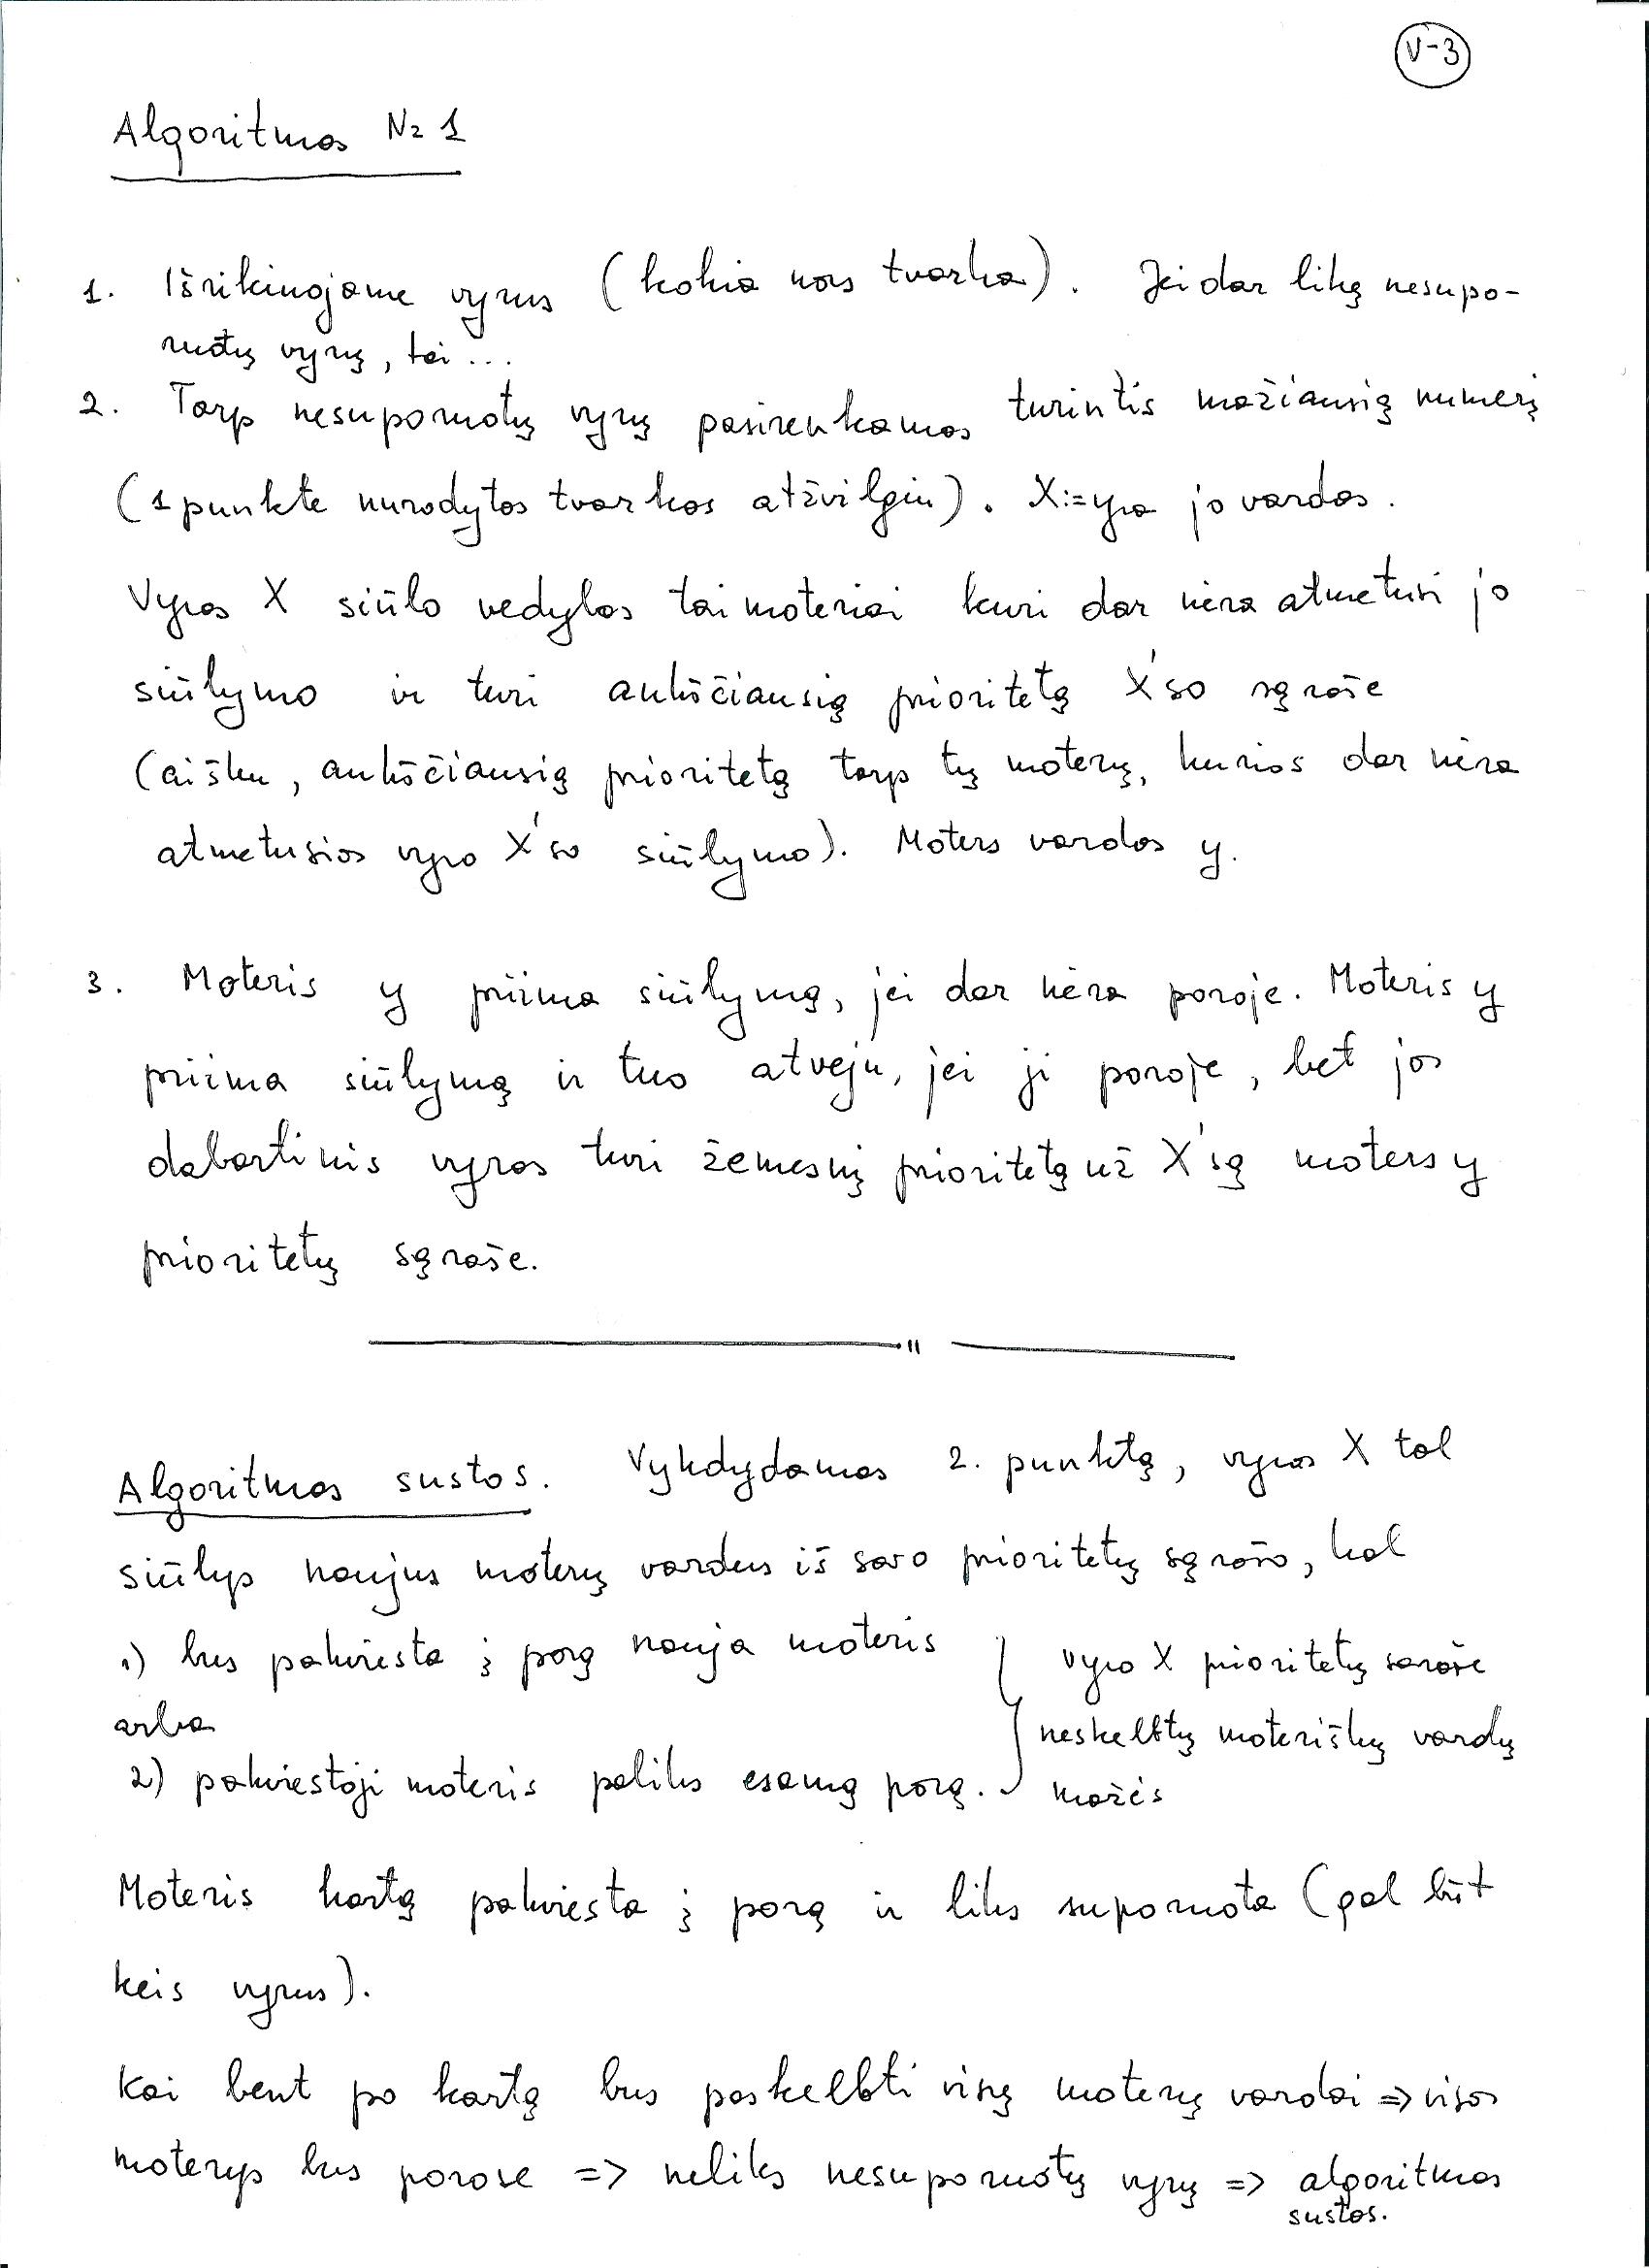 V-3
Algoritmas Nr 1
1. Išrikiuojame vyrus (kokia nors tvarka). Jei dar likę nesupo-
ruotų vyrų, tai ...
2. Tarp nesuporuotų vyrų pasirenkamas turintis mažiausią numerį
(1 punkte nurodytos tvarkos atžvilgiu). X:=yra jo vardas.
Vyras X siūlo vedybas tai moteriai kuri dar nėra atmetusi jo
siūlymo ir turi aukščiausią prioritetą X'so sąraše
(aišku, aukščiausią prioritetą tarp tų moterų, kurios dar nėra
atmetusios vyro X'so siūlymo). Moters vardas y.
3. Moteris y priima siūlymą, jei dar nėra poroje. Moteris y
priima siūlymą ir tuo atveju, jei ji poroje, bet jos
dabartinis vyras turi žemesnį prioritetą už X'są moters y
prioritetų sąraše.
"
Algoritmas sustos. Vykdydamas 2. punktą, vyras X tol
siūlys naujus moterų vardus iš savo prioritetų sąrašo, kol
1) bus pakviesta į porą nauja moteris
arba
2) pakviestoji moteris paliks esamą porą.
vyro X prioritetų sąraše
neskelbtų moteriškų vardų
mažės
Moteris kartą pakviesta į porą ir liks suporuota (gal būt
keis vyrus).
Kai bent po kartą bus paskelbti visų moterų vardai => visos
moterys bus porose => neliks nesuporuotų vyrų => algoritmas
sustos.